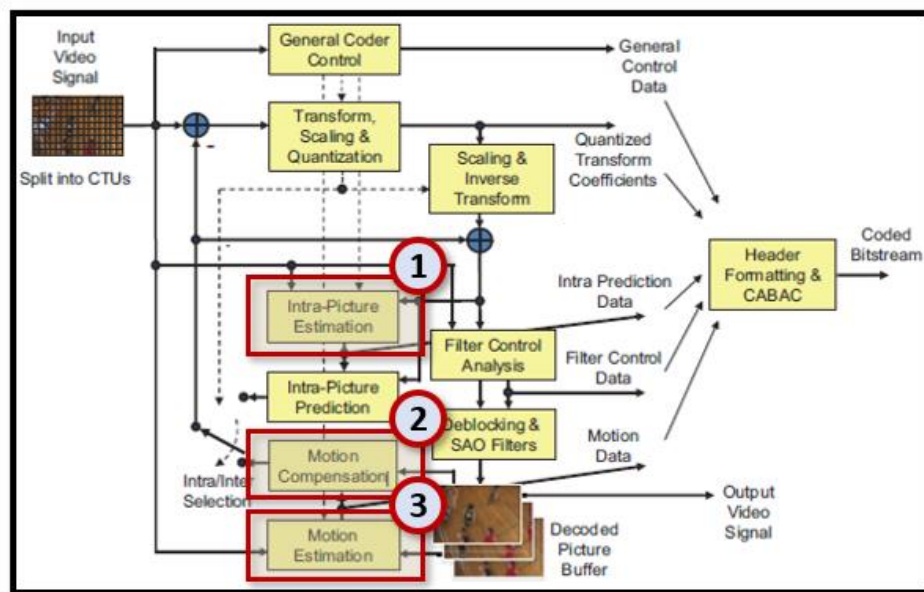 Input
Video
Signal
Split into CTUs
General Coder
Control
Transform,
Scaling &
Quantization
Scaling &
Inverse
Transform
General
Control
Data
Quantized
Transform
Coefficients
-
-
1
Intra-Picture
Estimation
Intra Prediction
Data
Header
Formatting &
CABAC
Coded
Bitstream
Filter Control
Analysis
Filter Control
Data
Intra-Picture
Prediction
2
Deblocking &
SAO Filters
Motion
Compensation
Motion
Data
Intra/Inter
Selection
3
Motion
Estimation
Output
Video
Signal
Decoded
Picture
Buffer